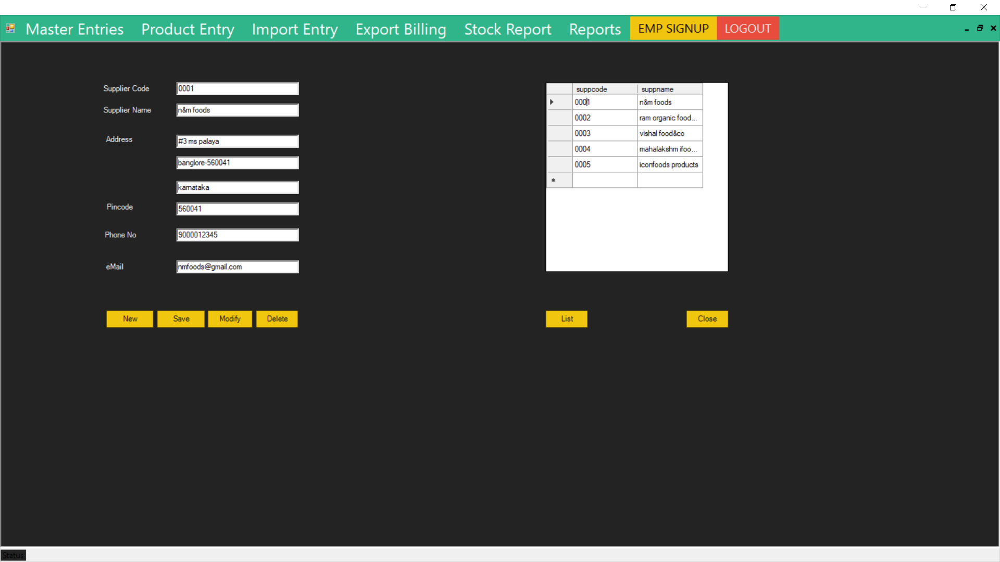 Master Entries Product Entry Import Entry Export Billing Stock Report Reports EMP SIGNUP LOGOUT
Supplier Code 0001
Supplier Name n&m foods
Address #3 ms palaya
banglore-560041
karnataka
Pincode 560041
Phone No 9000012345
eMail nmfoods@gmail.com
New Save Modify Delete
suppcode suppname
0001 n&m foods
0002 ram organic food...
0003 vishal food&co
0004 mahalakshm ifoo...
0005 iconfoods products
*
List Close
Status